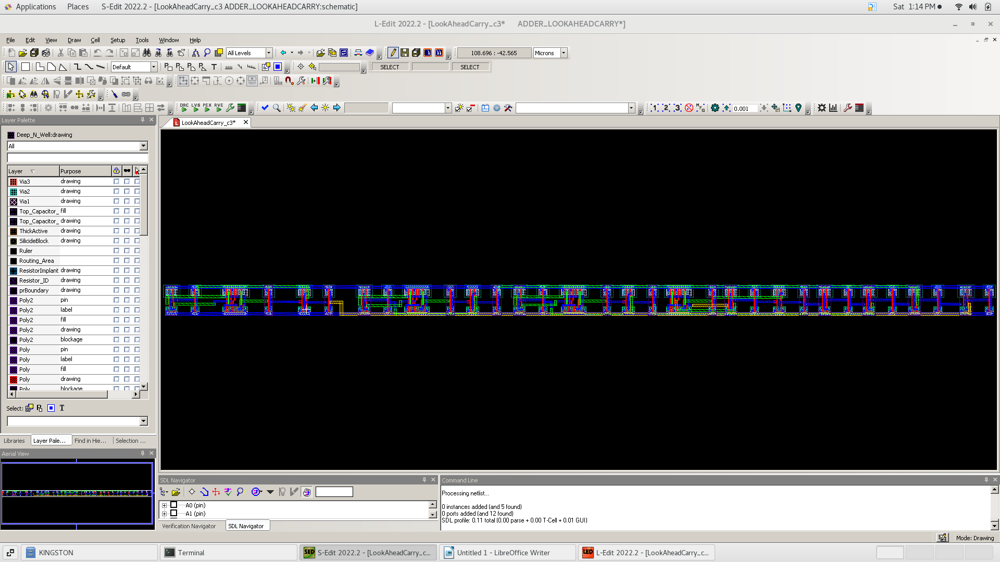 Applications Places S-Edit 2022.2 - [LookAheadCarry_c3 ADDER_LOOKAHEADCARRY:schematic] Sat 1:14 PM
L-Edit 2022.2 - [LookAheadCarry_c3* ADDER_LOOKAHEADCARRY*]
File Edit View Draw Cell Setup Tools Window Help
All Levels 108.696 : -42.565 Microns
Default SELECT SELECT
DRC LVS PEX RVE 0.001
Layer Palette
LookAheadCarry_c3*
Deep_N_Well:drawing
All
Layer Purpose
Via3 drawing
Via2 drawing
Via1 drawing
Top_Capacitor_ fill
Top_Capacitor_ drawing
ThickActive drawing
SilicideBlock drawing
Ruler
Routing_Area
ResistorImplant drawing
Resistor_ID drawing
prBoundary drawing
Poly2 pin
Poly2 label
Poly2 fill
Poly2 drawing
Poly2 blockage
Poly pin
Poly label
Poly fill
Poly drawing
Poly blockage
Select:
Libraries Layer Pale... Find in Hie... Selection ...
Aerial View
SDL Navigator
A0 (pin)
A1 (pin)
Verification Navigator SDL Navigator
Command Line
Processing netlist...
0 instances added (and 5 found)
0 ports added (and 12 found)
SDL profile: 0.11 total (0.00 parse + 0.00 T-Cell + 0.01 GUI)
Mode: Drawing
KINGSTON Terminal S-Edit 2022.2 - [LookAheadCarry_c... Untitled 1 - LibreOffice Writer L-Edit 2022.2 - [LookAheadCarry_c...